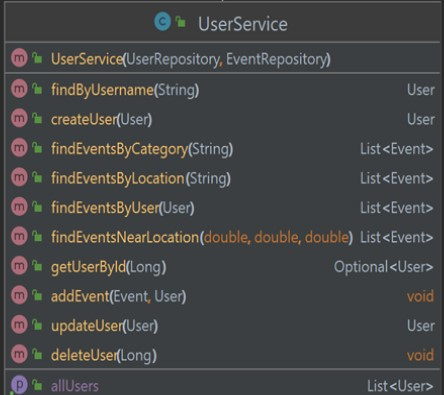 C UserService
m UserService(UserRepository, EventRepository)
m findByUsername(String) User
m createUser(User) User
m findEventsByCategory(String) List<Event>
m findEventsByLocation(String) List<Event>
m findEventsByUser(User) List<Event>
m findEventsNearLocation(double, double, double) List<Event>
m getUserById(Long) Optional<User>
m addEvent(Event, User) void
m updateUser(User) User
m deleteUser(Long) void
p allUsers List<User>